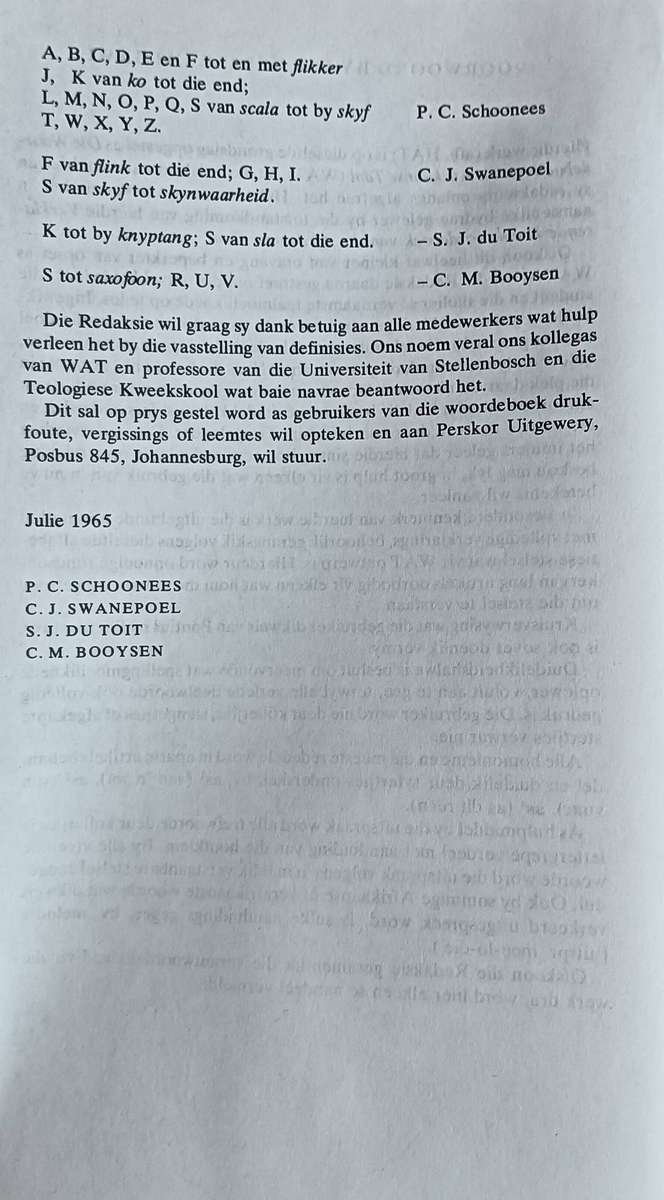 A, B, C, D, E en F tot en met flikker
J, K van ko tot die end;
L, M, N, O, P, Q, S van scala tot by skyf P. C. Schoonees
T, W, X, Y, Z.
F van flink tot die end; G, H, I. C. J. Swanepoel
S van skyf tot skynwaarheid.
K tot by knyptang; S van sla tot die end. – S. J. du Toit
S tot saxofoon; R, U, V. – C. M. Booysen
Die Redaksie wil graag sy dank betuig aan alle medewerkers wat hulp
verleen het by die vasstelling van definisies. Ons noem veral ons kollegas
van WAT en professore van die Universiteit van Stellenbosch en die
Teologiese Kweekskool wat baie navrae beantwoord het.
Dit sal op prys gestel word as gebruikers van die woordeboek druk-
foute, vergissings of leemtes wil opteken en aan Perskor Uitgewery,
Posbus 845, Johannesburg, wil stuur.
Julie 1965
P. C. SCHOONEES
C. J. SWANEPOEL
S. J. DU TOIT
C. M. BOOYSEN